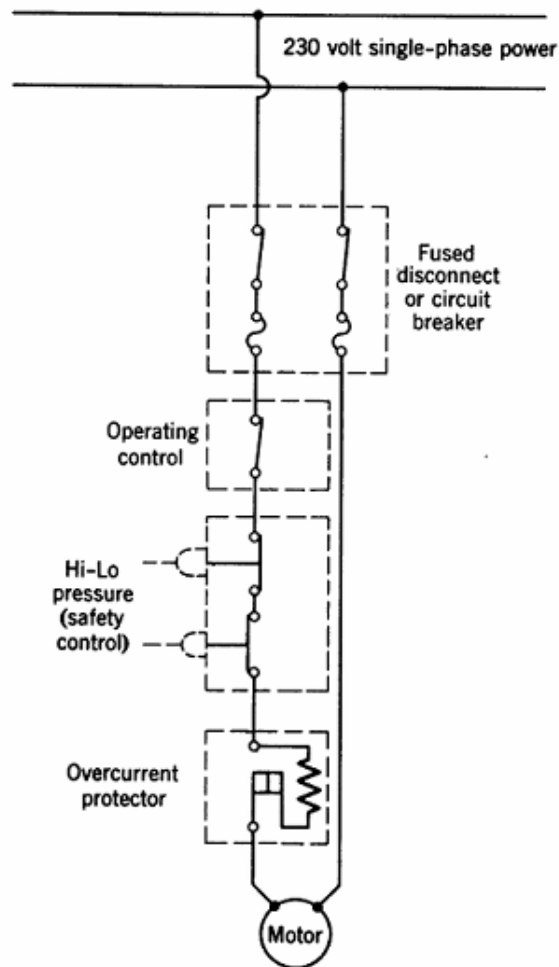 230 volt single-phase power
Fused
disconnect
or circuit
breaker
Operating
control
Hi-Lo
pressure
(safety
control)
Overcurrent
protector
Motor